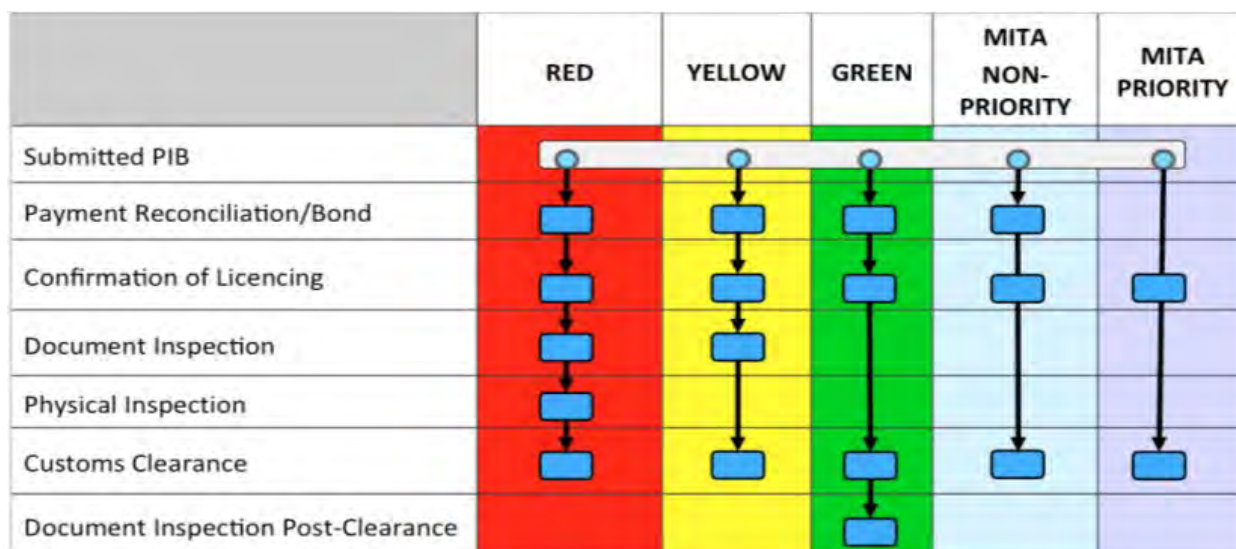 RED
YELLOW
GREEN
MITA
NON-
PRIORITY
MITA
PRIORITY
Submitted PIB
Payment Reconciliation/Bond
Confirmation of Licencing
Document Inspection
Physical Inspection
Customs Clearance
Document Inspection Post-Clearance